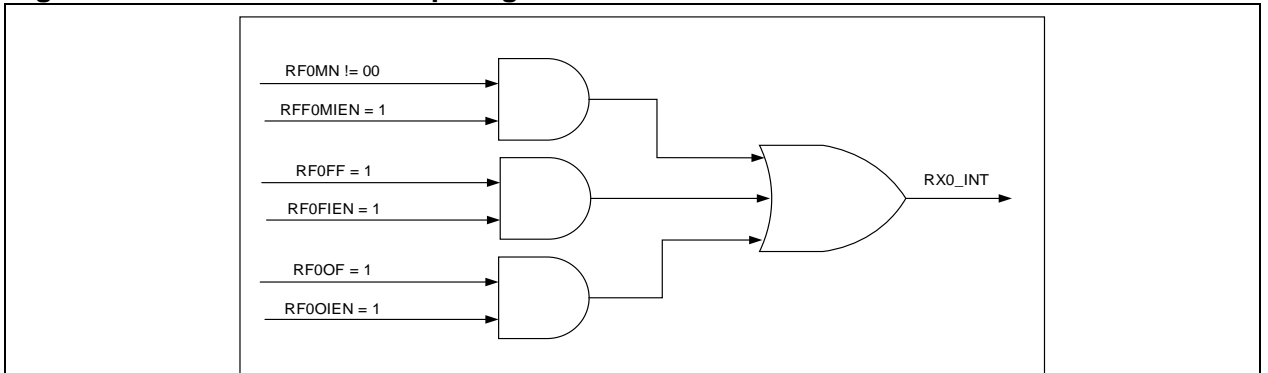 RF0MN != 00
RFF0MIEN = 1
RF0FF = 1
RF0FIEN = 1
RF0OF = 1
RF0OIEN = 1
RX0_INT